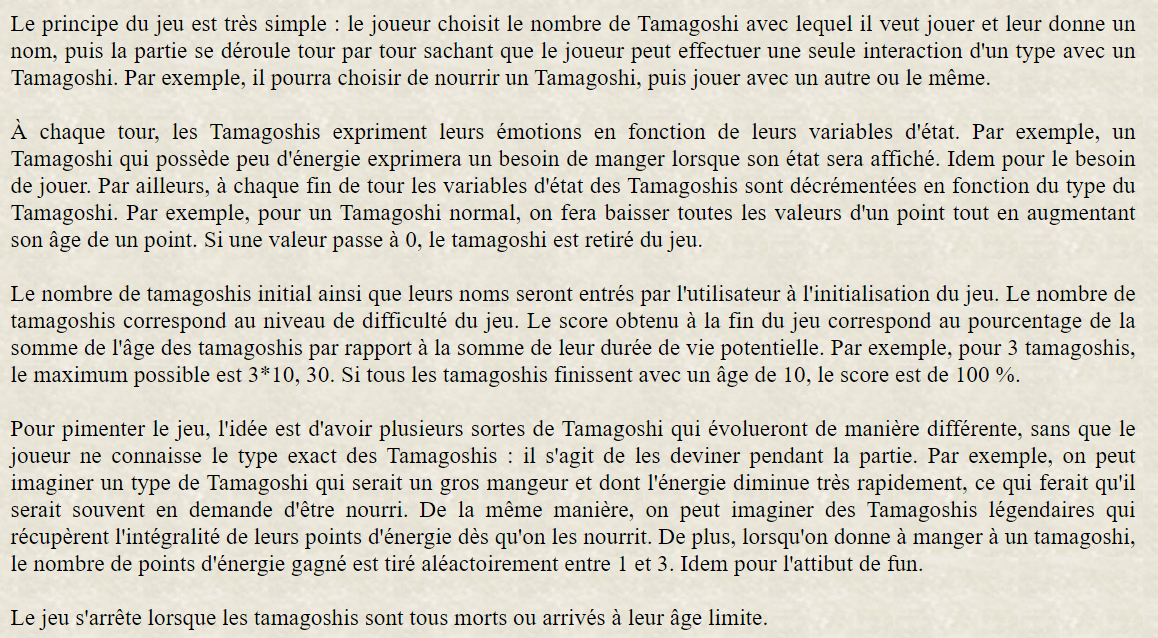 Le principe du jeu est très simple : le joueur choisit le nombre de Tamagoshi avec lequel il veut jouer et leur donne un
nom, puis la partie se déroule tour par tour sachant que le joueur peut effectuer une seule interaction d'un type avec un
Tamagoshi. Par exemple, il pourra choisir de nourrir un Tamagoshi, puis jouer avec un autre ou le même.
À chaque tour, les Tamagoshis expriment leurs émotions en fonction de leurs variables d'état. Par exemple, un
Tamagoshi qui possède peu d'énergie exprimera un besoin de manger lorsque son état sera affiché. Idem pour le besoin
de jouer. Par ailleurs, à chaque fin de tour les variables d'état des Tamagoshis sont décrémentées en fonction du type du
Tamagoshi. Par exemple, pour un Tamagoshi normal, on fera baisser toutes les valeurs d'un point tout en augmentant
son âge de un point. Si une valeur passe à 0, le tamagoshi est retiré du jeu.
Le nombre de tamagoshis initial ainsi que leurs noms seront entrés par l'utilisateur à l'initialisation du jeu. Le nombre de
tamagoshis correspond au niveau de difficulté du jeu. Le score obtenu à la fin du jeu correspond au pourcentage de la
somme de l'âge des tamagoshis par rapport à la somme de leur durée de vie potentielle. Par exemple, pour 3 tamagoshis,
le maximum possible est 3*10, 30. Si tous les tamagoshis finissent avec un âge de 10, le score est de 100 %.
Pour pimenter le jeu, l'idée est d'avoir plusieurs sortes de Tamagoshi qui évolueront de manière différente, sans que le
joueur ne connaisse le type exact des Tamagoshis : il s'agit de les deviner pendant la partie. Par exemple, on peut
imaginer un type de Tamagoshi qui serait un gros mangeur et dont l'énergie diminue très rapidement, ce qui ferait qu'il
serait souvent en demande d'être nourri. De la même manière, on peut imaginer des Tamagoshis légendaires qui
récupèrent l'intégralité de leurs points d'énergie dès qu'on les nourrit. De plus, lorsqu'on donne à manger à un tamagoshi,
le nombre de points d'énergie gagné est tiré aléactoirement entre 1 et 3. Idem pour l'attibut de fun.
Le jeu s'arrête lorsque les tamagoshis sont tous morts ou arrivés à leur âge limite.